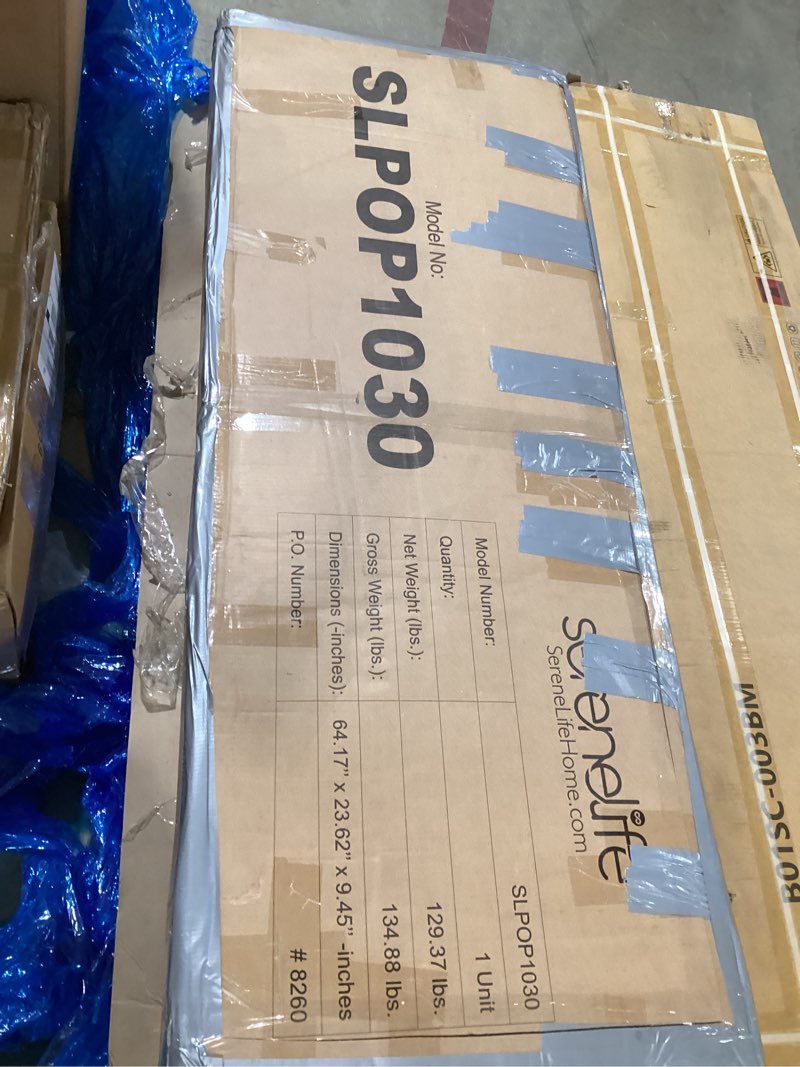 serenelife
SereneLifeHome.com
Model No:
SLPOP1030
Model Number: SLPOP1030
Quantity: 1 Unit
Net Weight (lbs.): 129.37 lbs.
Gross Weight (lbs.): 134.88 lbs.
Dimensions (-inches): 64.17” x 23.62” x 9.45” -inches
P.O. Number: # 8260